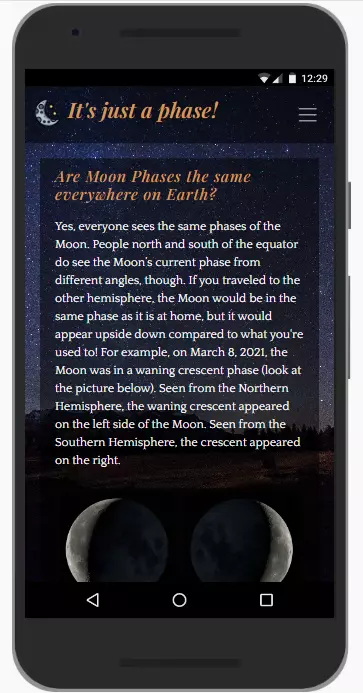 12:29
It's just a phase!
Are Moon Phases the same
everywhere on Earth?
Yes, everyone sees the same phases of the
Moon. People north and south of the equator
do see the Moon's current phase from
different angles, though. If you traveled to the
other hemisphere, the Moon would be in the
same phase as it is at home, but it would
appear upside down compared to what you're
used to! For example, on March 8, 2021, the
Moon was in a waning crescent phase (look at
the picture below). Seen from the Northern
Hemisphere, the waning crescent appeared
on the left side of the Moon. Seen from the
Southern Hemisphere, the crescent appeared
on the right.